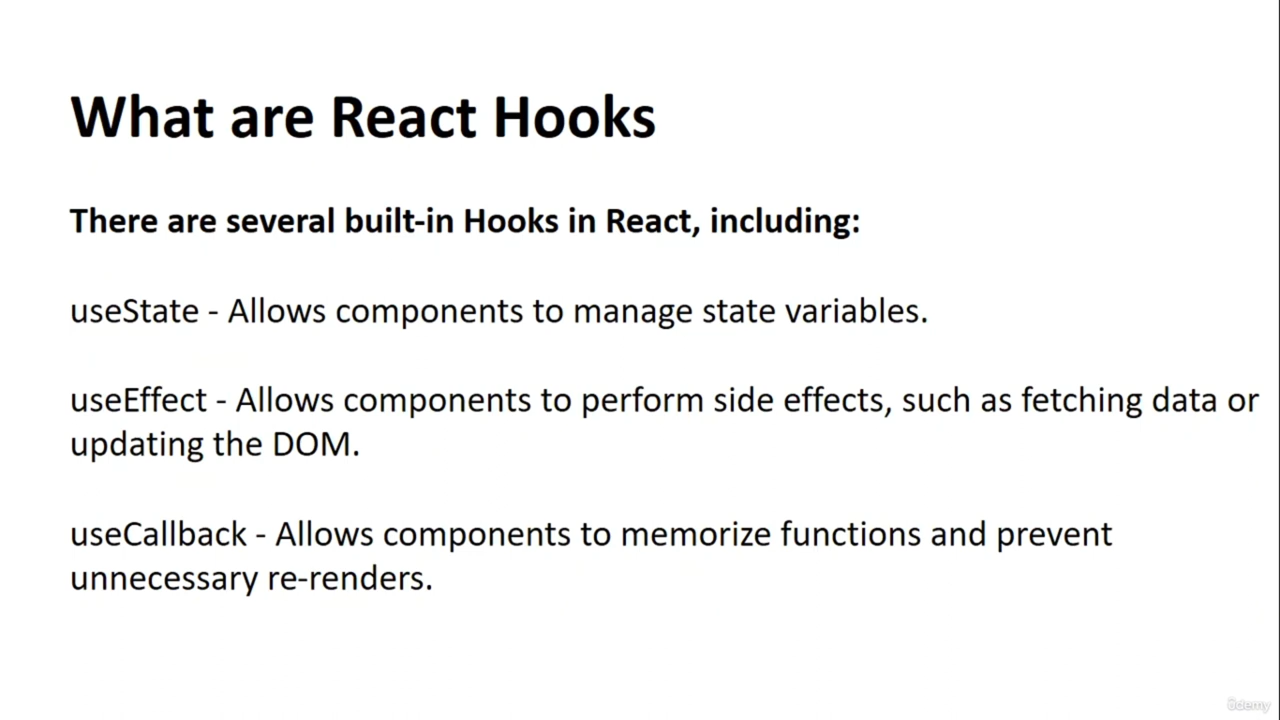 What are React Hooks
There are several built-in Hooks in React, including:
useState - Allows components to manage state variables.
useEffect - Allows components to perform side effects, such as fetching data or
updating the DOM.
useCallback - Allows components to memorize functions and prevent
unnecessary re-renders.
ûdemy